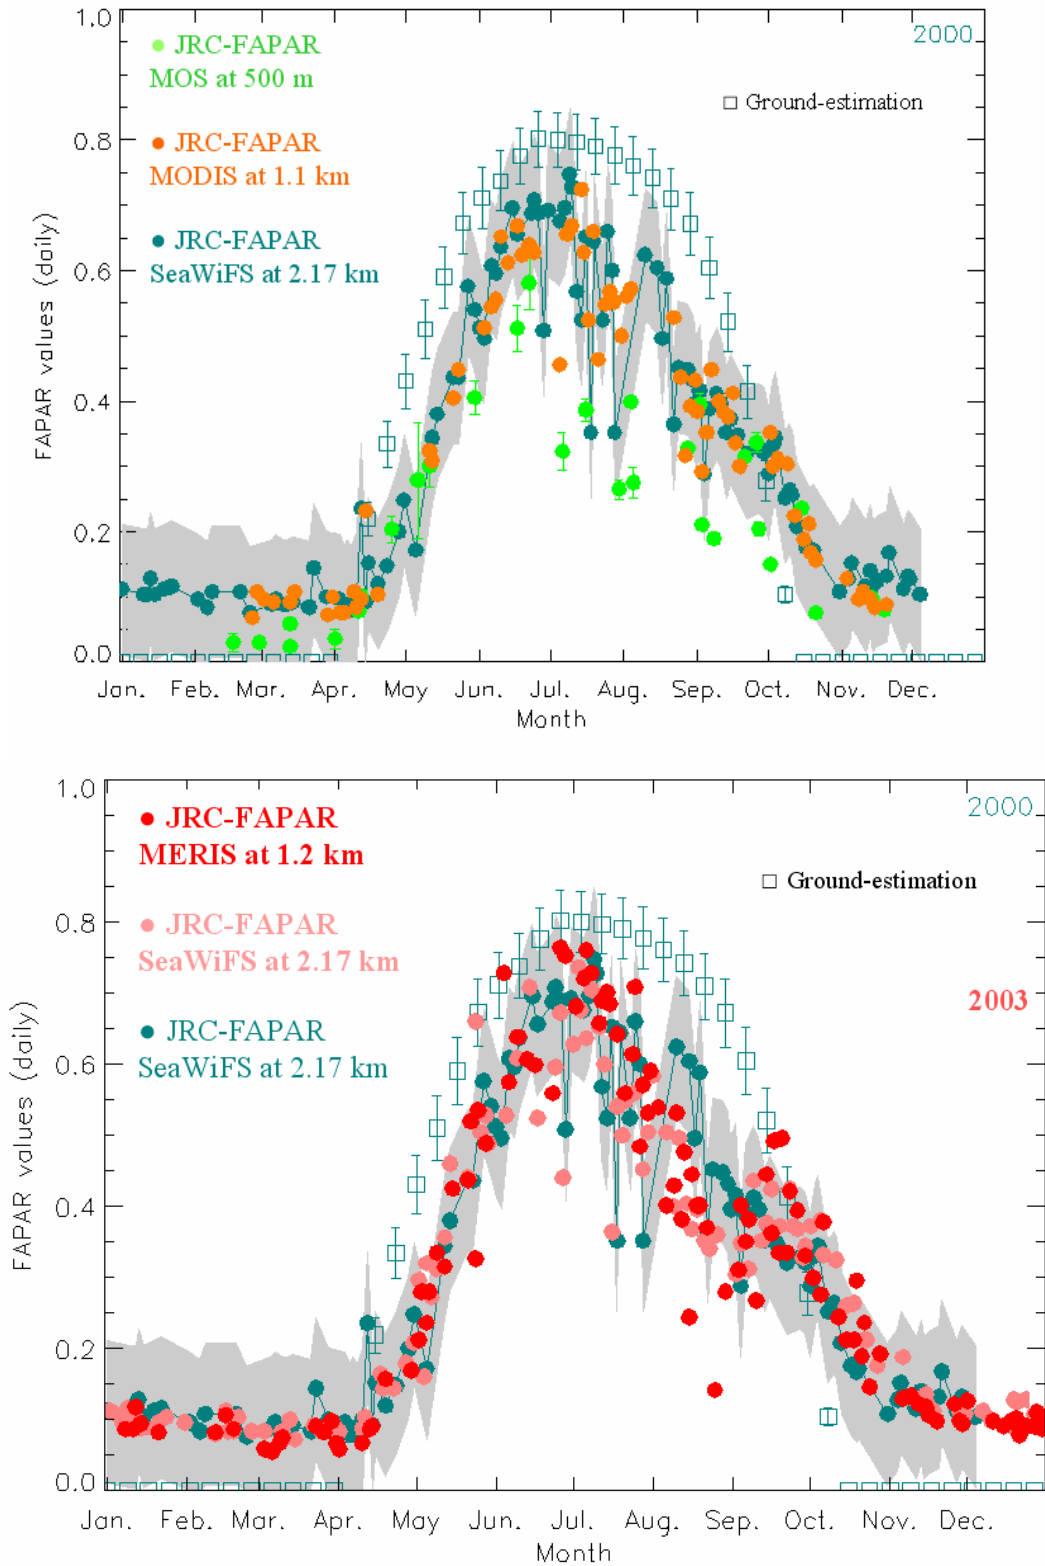 1.0
2000
JRC-FAPAR
MOS at 500 m
Ground-estimation
0.8
JRC-FAPAR
MODIS at 1.1 km
JRC-FAPAR
SeaWiFS at 2.17 km
0.6
FAPAR values (daily)
0.4
0.2
0.0
Jan. Feb. Mar. Apr. May Jun. Jul. Aug. Sep. Oct. Nov. Dec.
Month
1.0
2000
JRC-FAPAR
MERIS at 1.2 km
Ground-estimation
0.8
JRC-FAPAR
SeaWiFS at 2.17 km
2003
JRC-FAPAR
SeaWiFS at 2.17 km
0.6
FAPAR values (daily)
0.4
0.2
0.0
Jan. Feb. Mar. Apr. May Jun. Jul. Aug. Sep. Oct. Nov. Dec.
Month